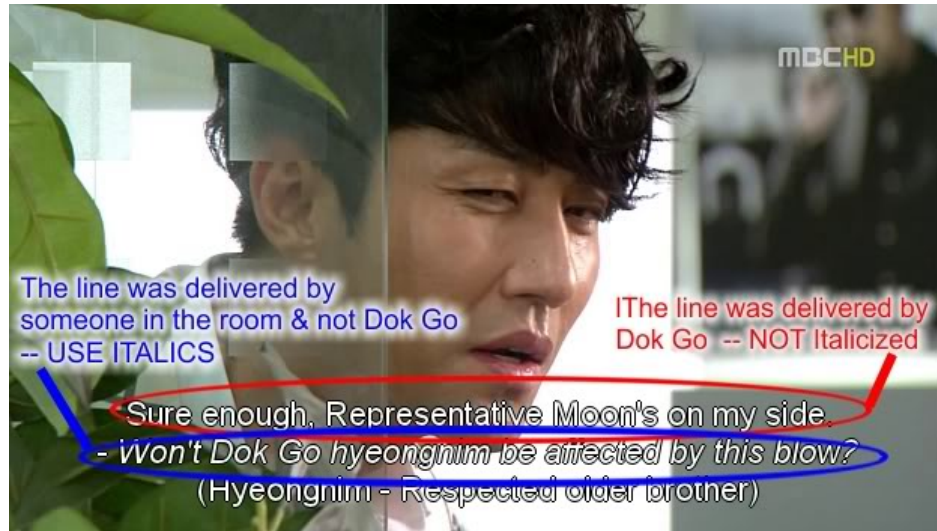 MBCHD
The line was delivered by
someone in the room & not Dok Go
-- USE ITALICS
IThe line was delivered by
Dok Go -- NOT Italicized
Sure enough, Representative Moon's on my side.
- Won't Dok Go hyeongnim be affected by this blow?
(Hyeongnim - Respected older brother)